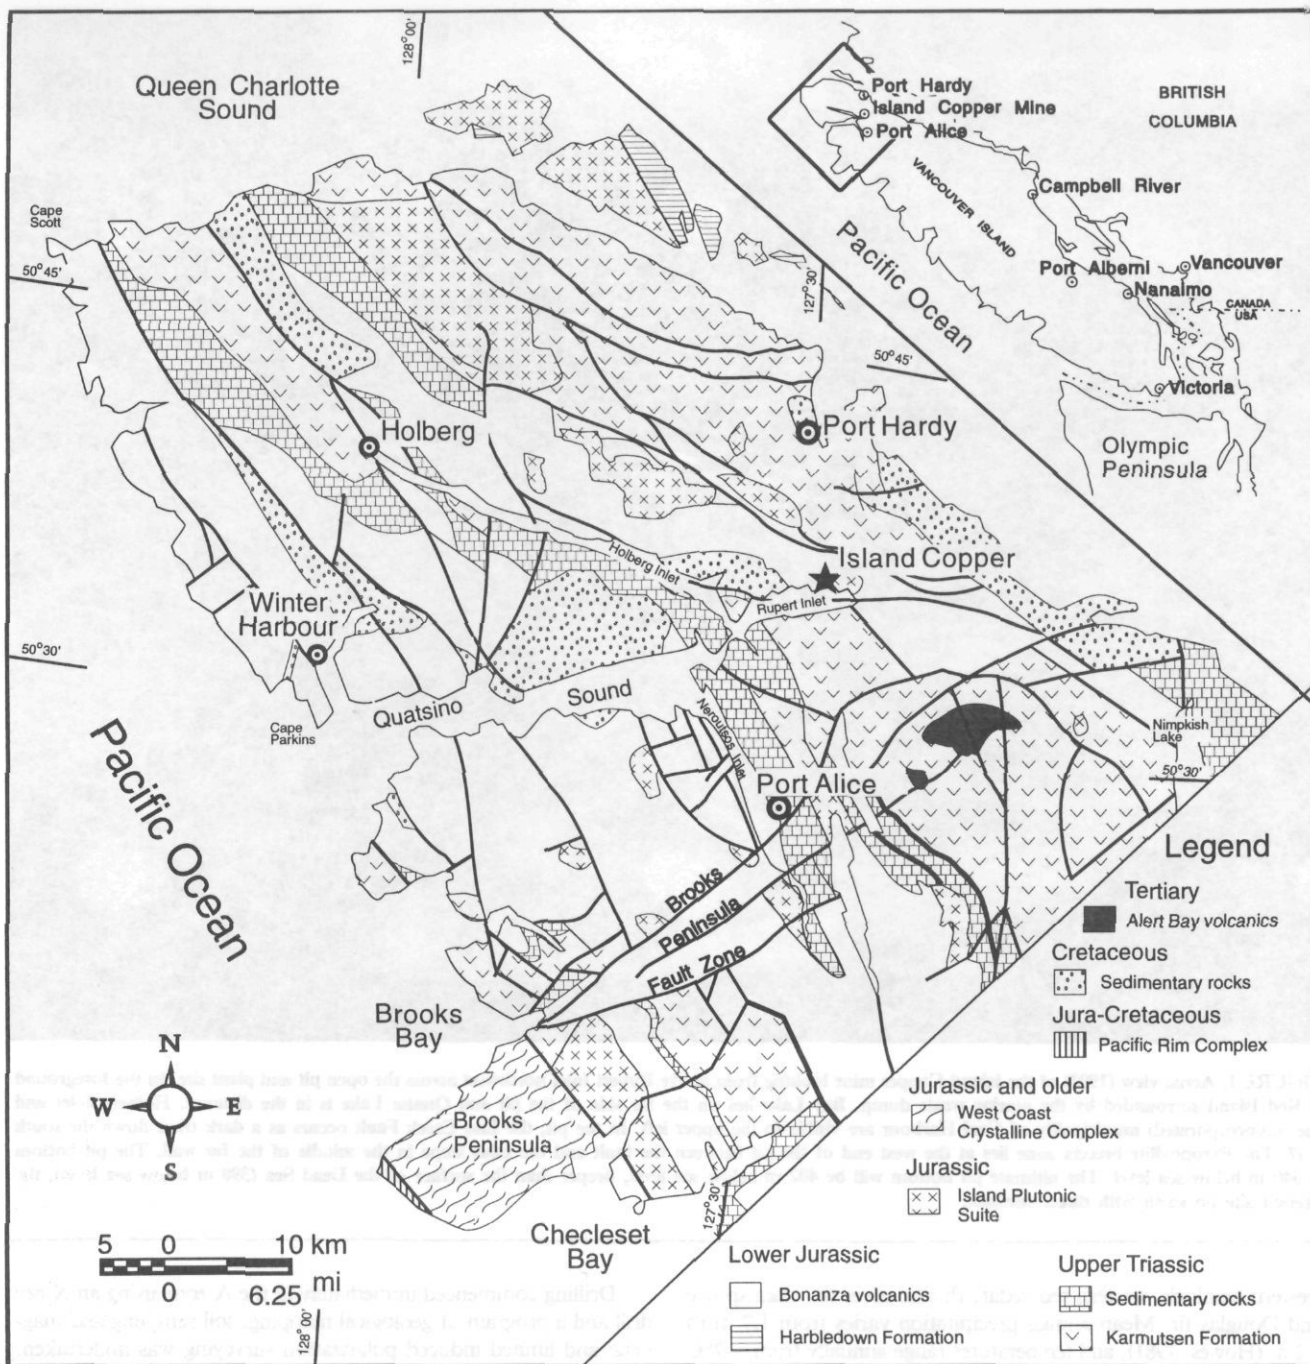 128°00'
Queen Charlotte
Sound
Port Hardy
Island Copper Mine
Port Alice
BRITISH
COLUMBIA
VANCOUVER ISLAND
Campbell River
Pacific Ocean
Port Alberni
Vancouver
Nanaimo
CANADA
USA
Victoria
Olympic
Peninsula
Cape
Scott
50°45'
127°30'
50°45'
Holberg
Port Hardy
Holberg Inlet
Island Copper
Rupert Inlet
Winter
Harbour
50°30'
Quatsino Sound
Cape
Parkins
Neroutsos Inlet
Nimpkish
Lake
50°30'
Pacific Ocean
Port Alice
Brooks
Peninsula
Fault Zone
Brooks
Bay
Brooks
Peninsula
Checleset
Bay
127°30'
N
W E
S
5 0 10 km
0 6.25 mi
128°00'
Legend
Tertiary
Alert Bay volcanics
Cretaceous
Sedimentary rocks
Jura-Cretaceous
Pacific Rim Complex
Jurassic and older
West Coast
Crystalline Complex
Jurassic
Island Plutonic
Suite
Lower Jurassic
Bonanza volcanics
Harbledown Formation
Upper Triassic
Sedimentary rocks
Karmutsen Formation